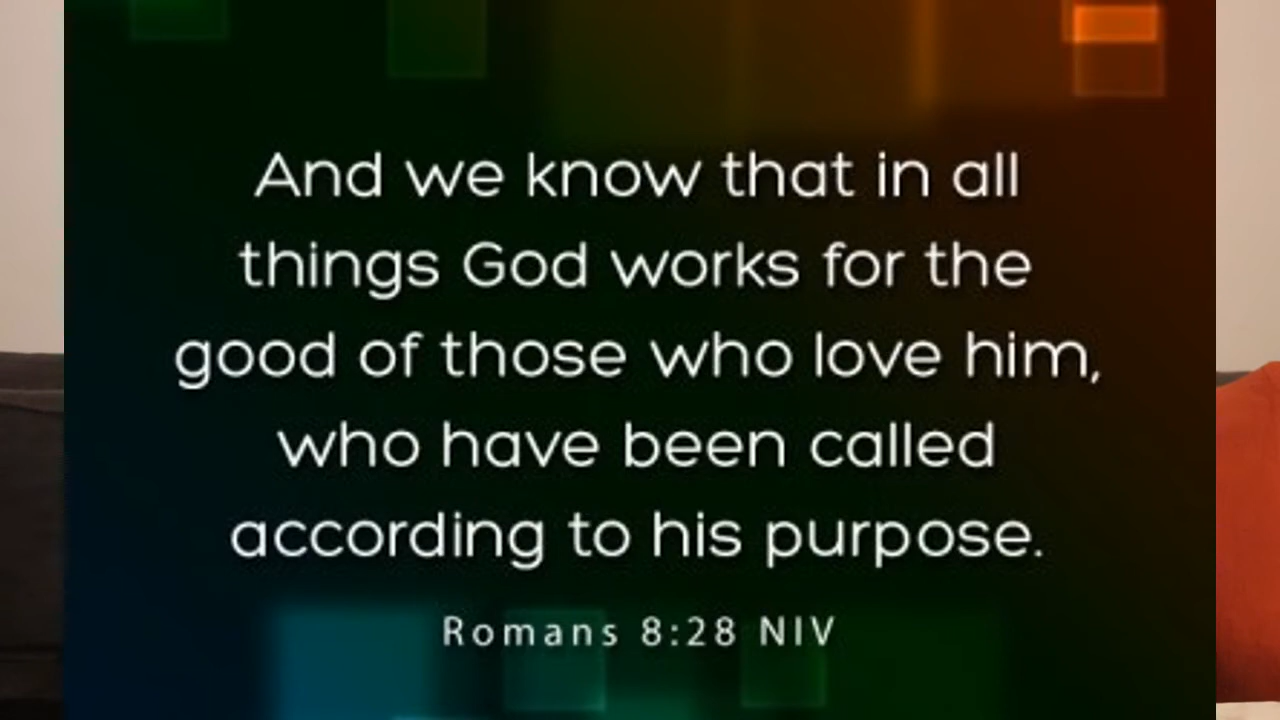 And we know that in all
things God works for the
good of those who love him,
who have been called
according to his purpose.
Romans 8:28 NIV